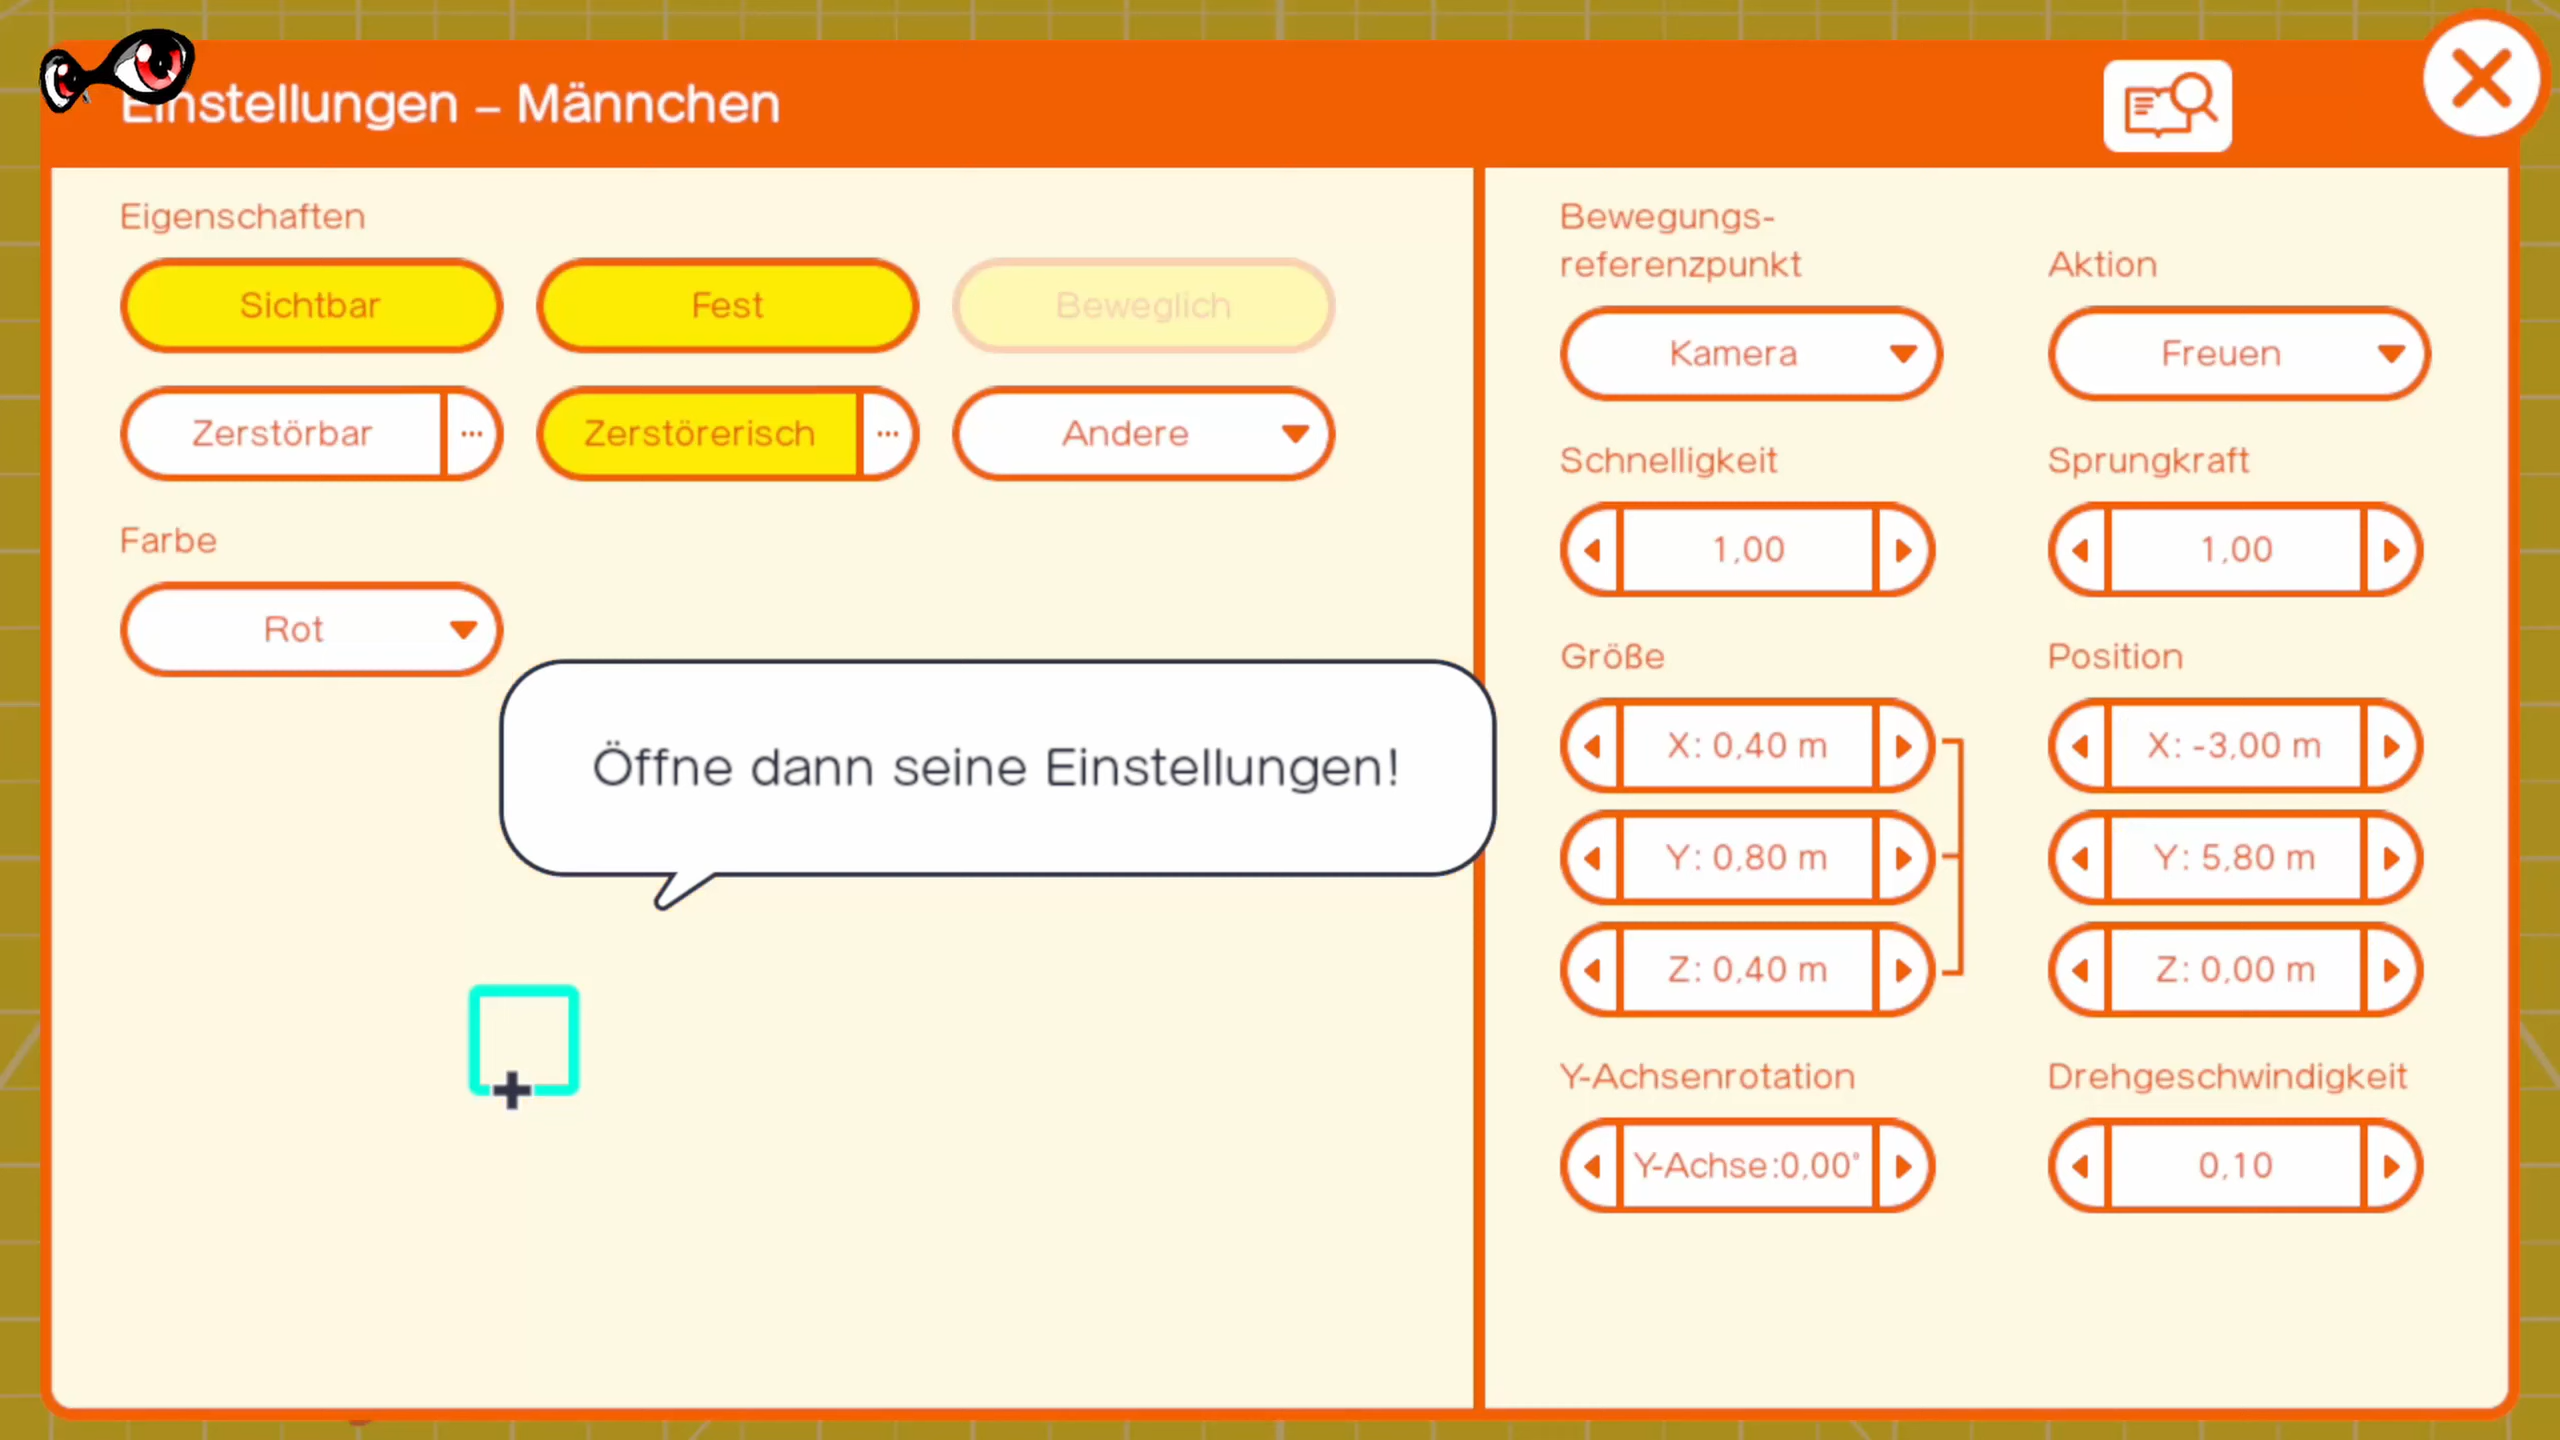 Einstellungen – Männchen
Eigenschaften
Sichtbar
Fest
Beweglich
Zerstörbar
...
Zerstörerisch
...
Andere
Farbe
Rot
Öffne dann seine Einstellungen!
Bewegungs-
referenzpunkt
Kamera
Aktion
Freuen
Schnelligkeit
1,00
Sprungkraft
1,00
Größe
X: 0,40 m
Y: 0,80 m
Z: 0,40 m
Position
X: -3,00 m
Y: 5,80 m
Z: 0,00 m
Y-Achsenrotation
Y-Achse:0,00°
Drehgeschwindigkeit
0,10